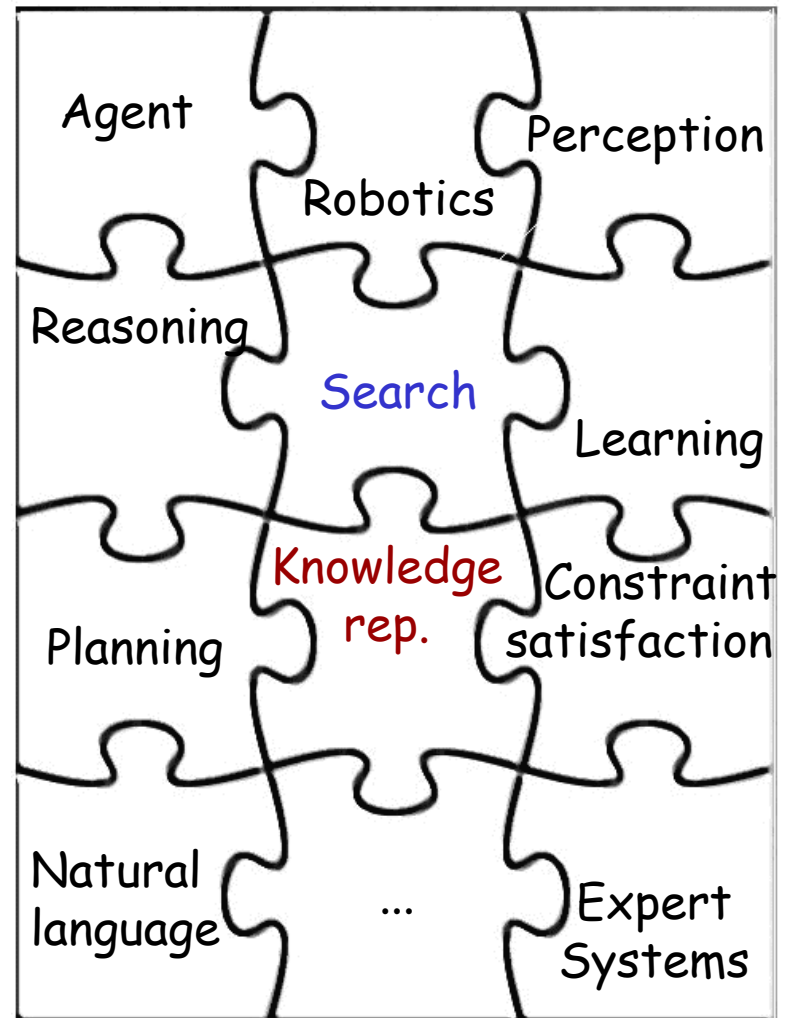 Agent
Robotics
Perception
Reasoning
Search
Learning
Planning
Knowledge
rep.
Constraint
satisfaction
Natural
language
...
Expert
Systems